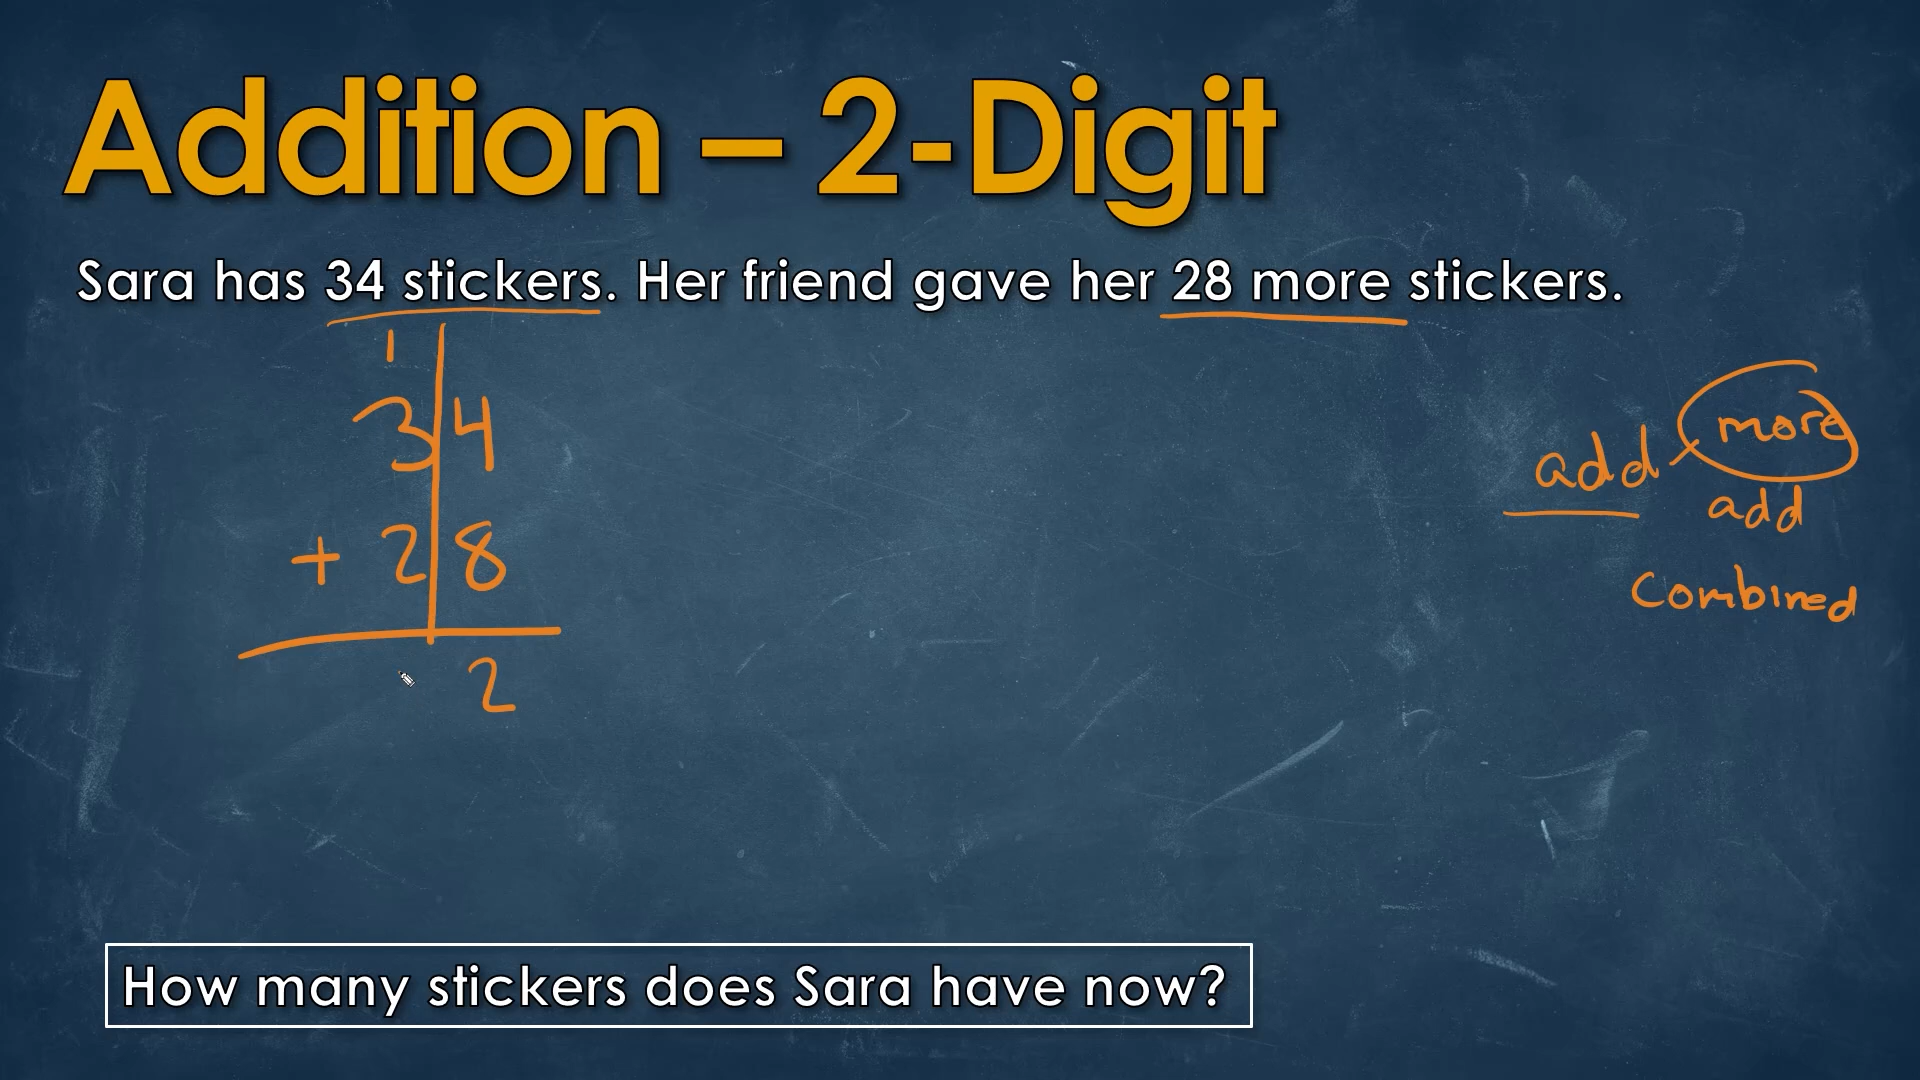 Addition – 2-Digit
Sara has 34 stickers. Her friend gave her 28 more stickers.
1
34
+ 28
2
add more
add
Combined
How many stickers does Sara have now?